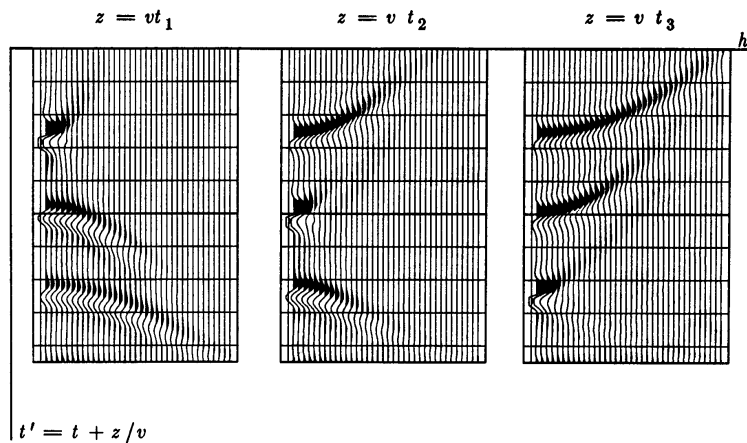 z = vt₁
z = v t₂
z = v t₃
h
t' = t + z/v